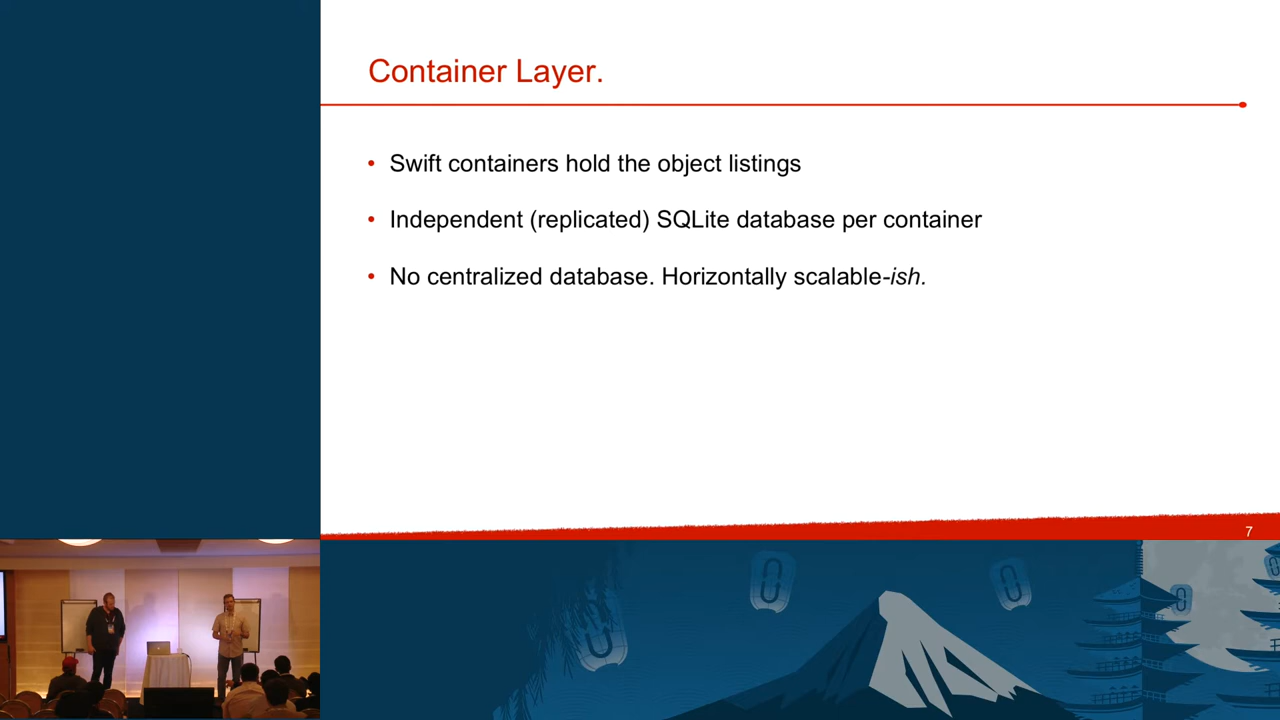 Container Layer.
• Swift containers hold the object listings
• Independent (replicated) SQLite database per container
• No centralized database. Horizontally scalable-ish.
7